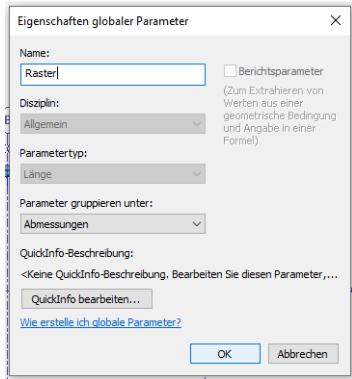 Eigenschaften globaler Parameter
Name:
Raster
Berichtsparameter
(Zum Extrahieren von
Werten aus einer
geometrische Bedingung
und Angabe in einer
Formel)
Disziplin:
Allgemein
Parametertyp:
Länge
Parameter gruppieren unter:
Abmessungen
QuickInfo-Beschreibung:
<Keine QuickInfo-Beschreibung. Bearbeiten Sie diesen Parameter,...
QuickInfo bearbeiten...
Wie erstelle ich globale Parameter?
OK
Abbrechen